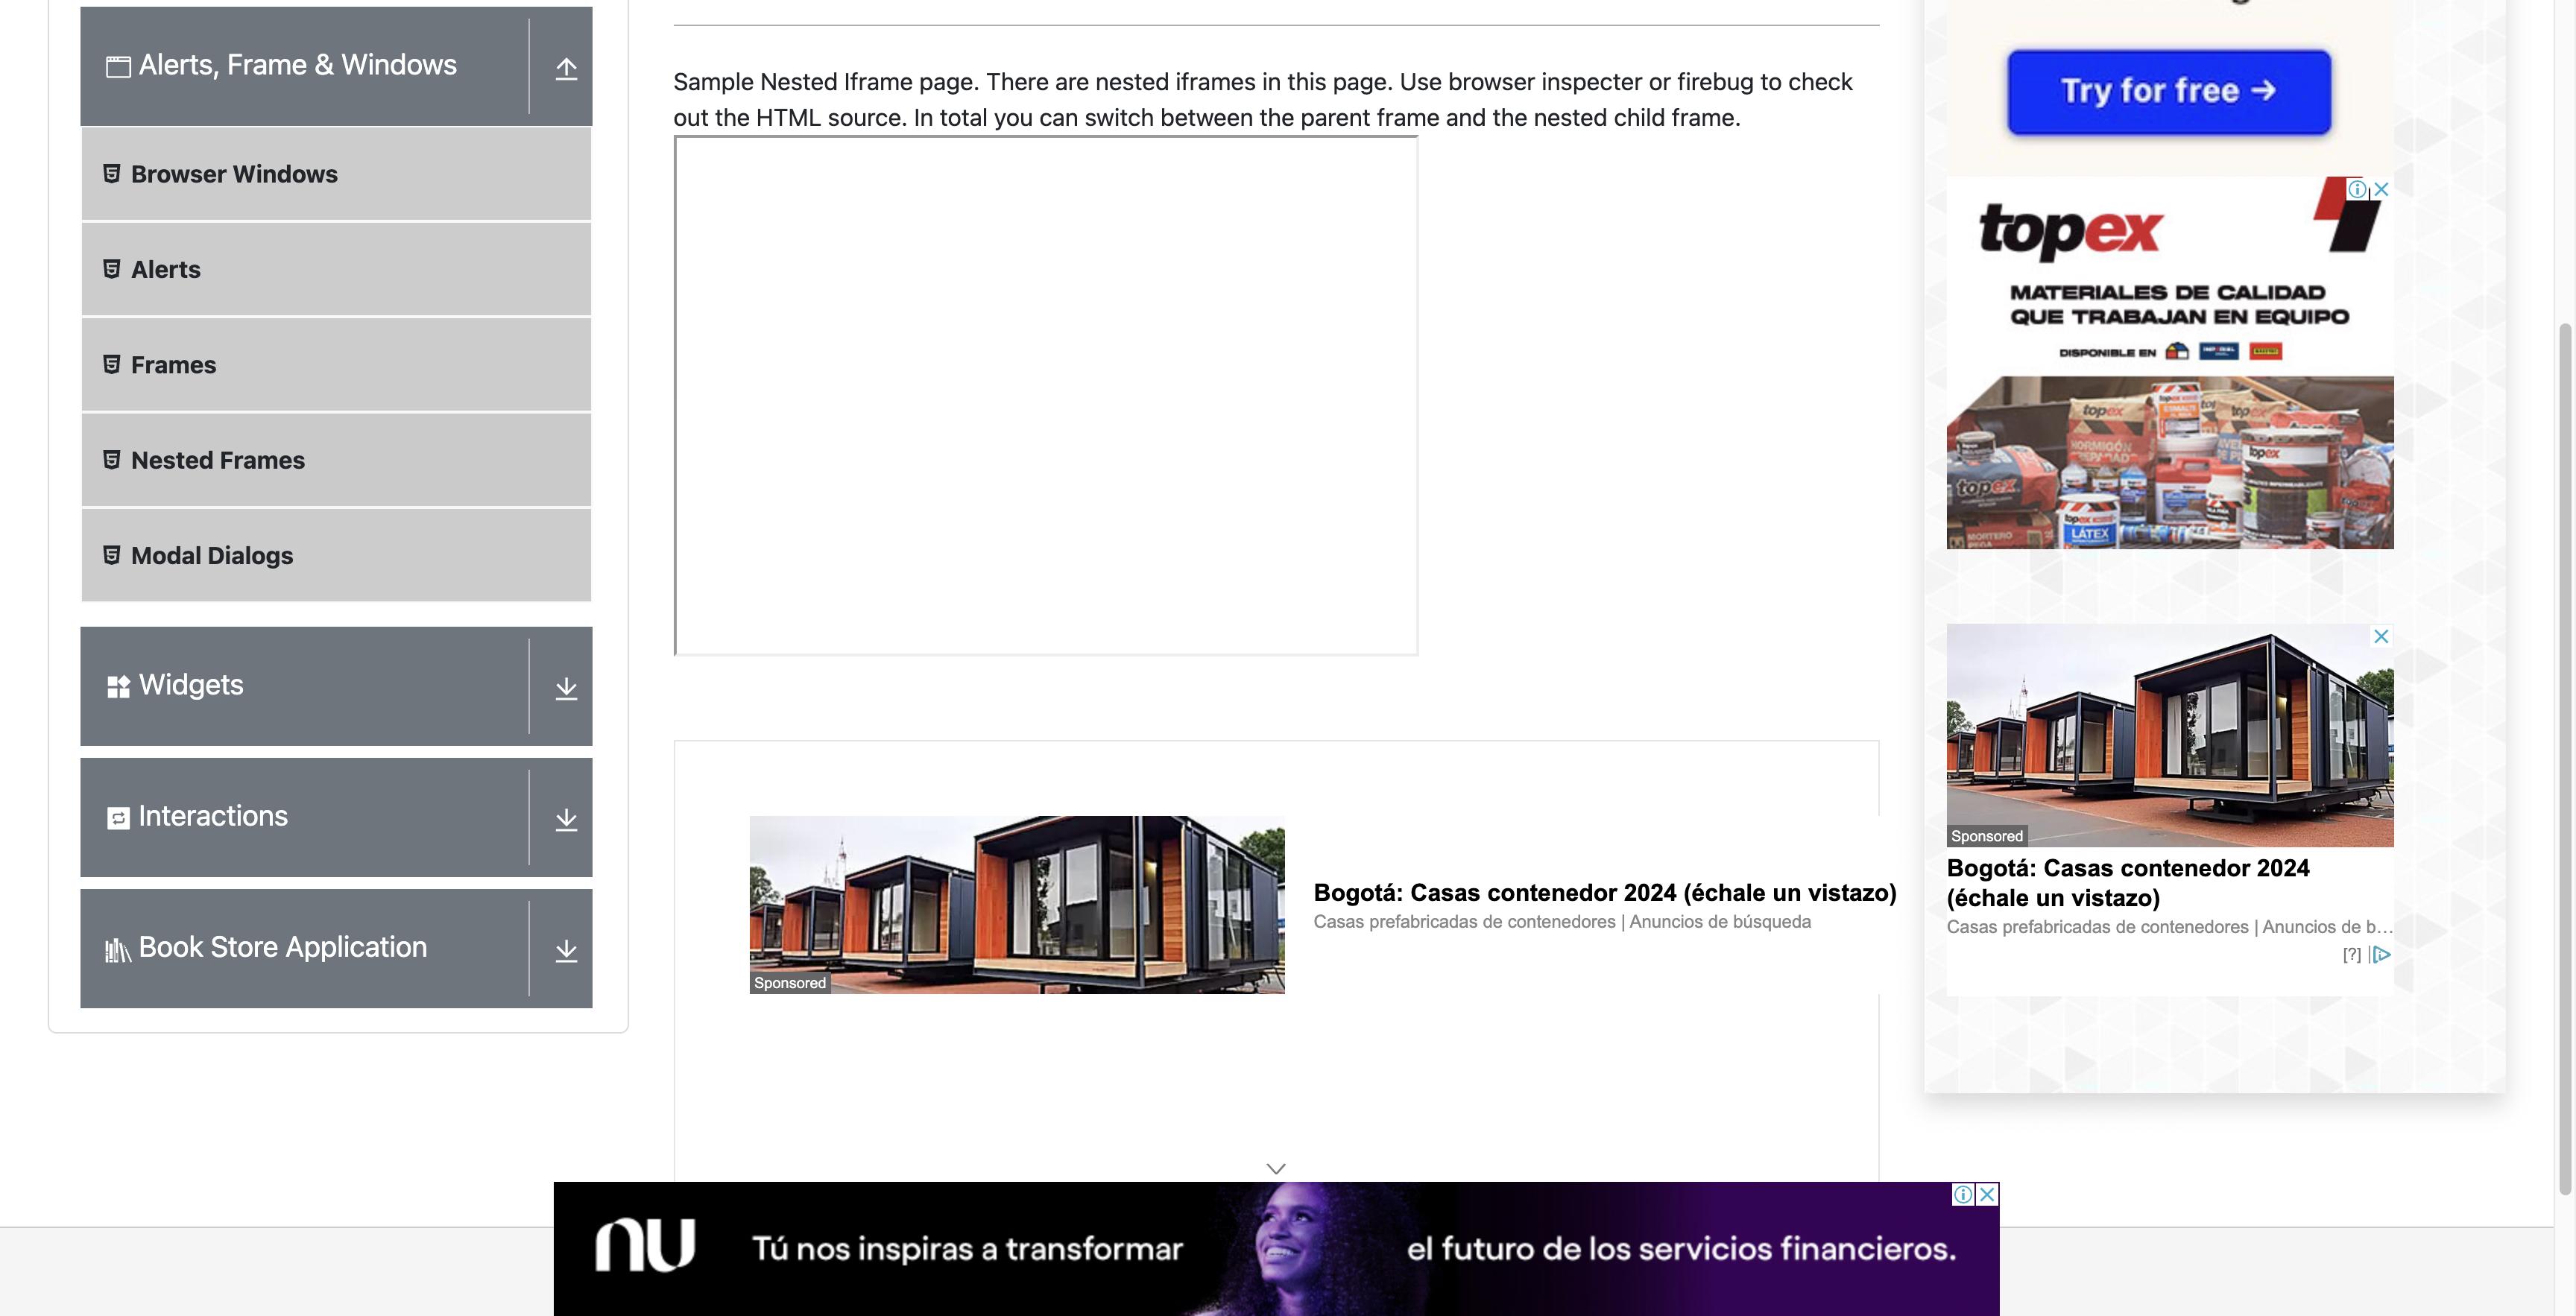 Alerts, Frame & Windows
Browser Windows
Alerts
Frames
Nested Frames
Modal Dialogs
Widgets
Interactions
Book Store Application
Sample Nested Iframe page. There are nested iframes in this page. Use browser inspecter or firebug to check
out the HTML source. In total you can switch between the parent frame and the nested child frame.
Sponsored
Bogotá: Casas contenedor 2024 (échale un vistazo)
Casas prefabricadas de contenedores | Anuncios de búsqueda
Try for free →
topex
MATERIALES DE CALIDAD
QUE TRABAJAN EN EQUIPO
DISPONIBLE EN
topex
topex
topex
topex
LÁTEX
Sponsored
Bogotá: Casas contenedor 2024
(échale un vistazo)
Casas prefabricadas de contenedores | Anuncios de b...
[?]
nu
Tú nos inspiras a transformar
el futuro de los servicios financieros.